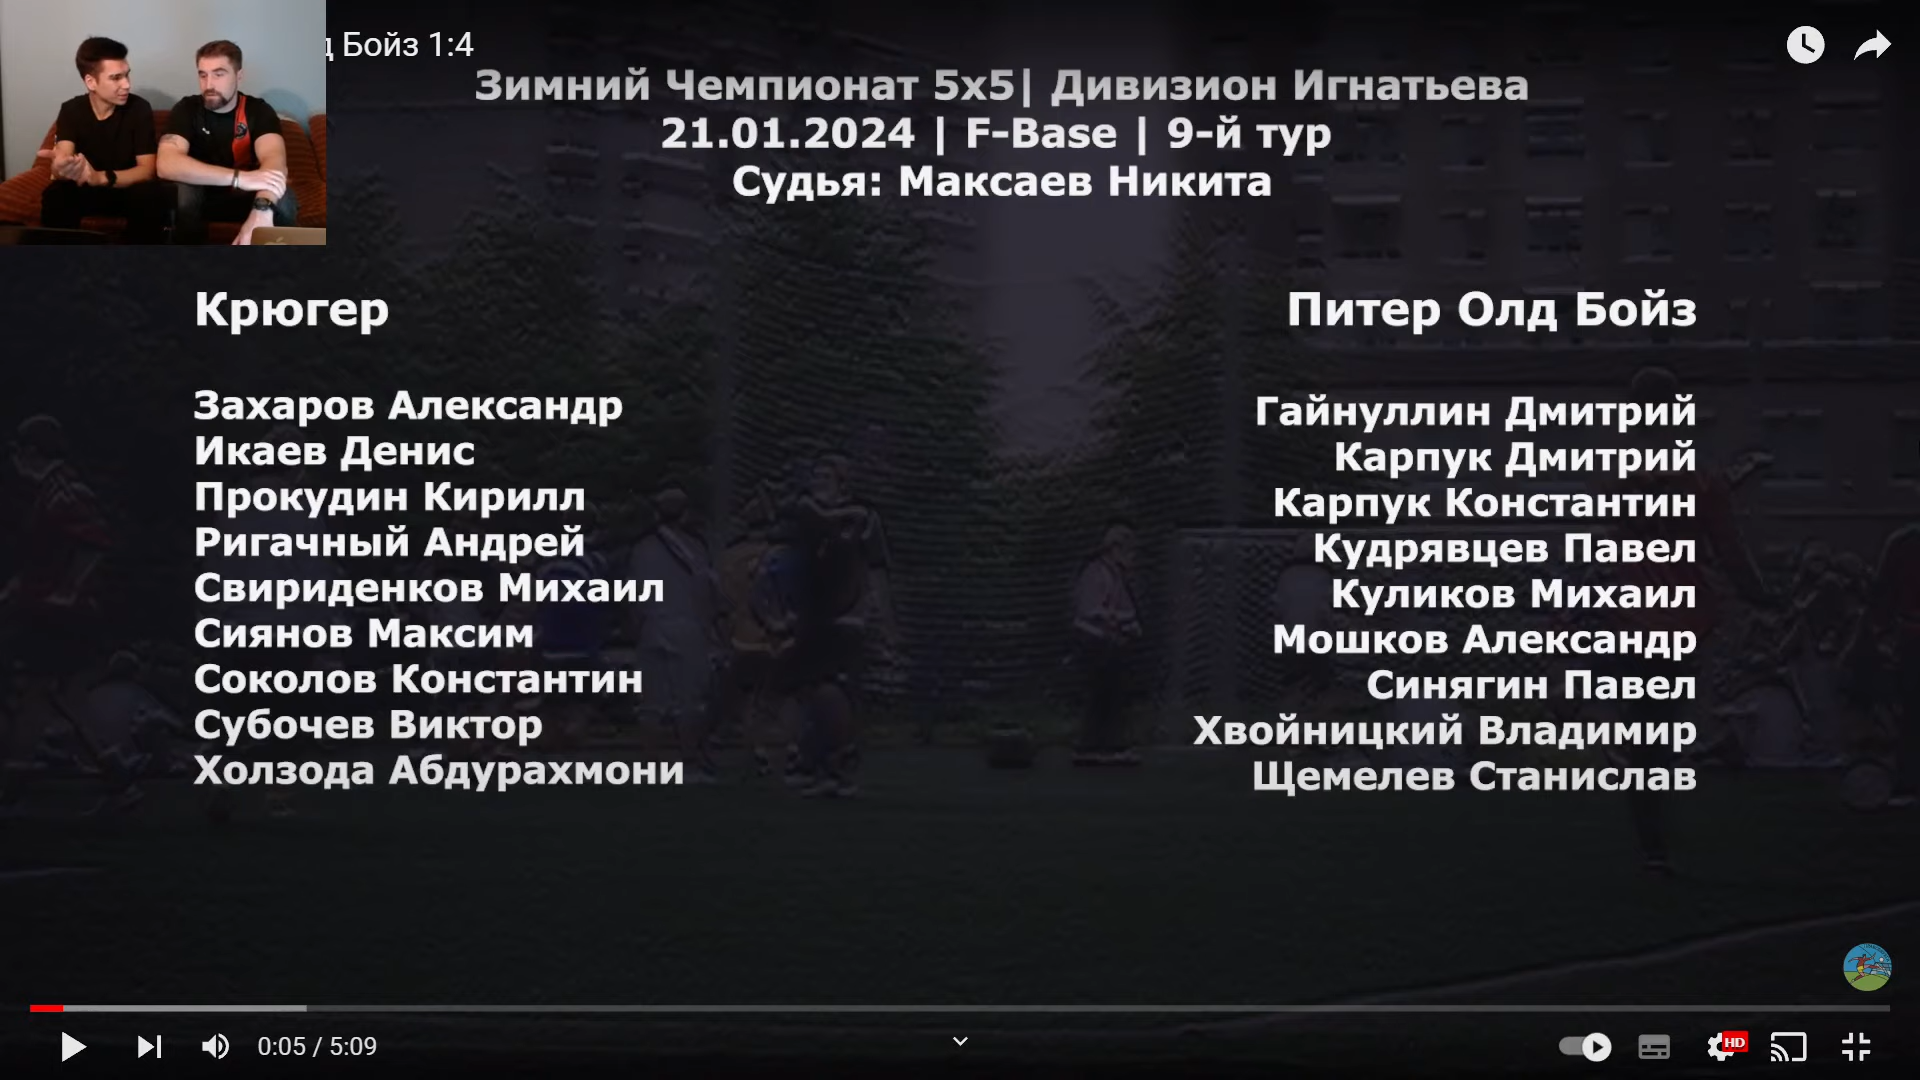 Бойз 1:4
Зимний Чемпионат 5x5| Дивизион Игнатьева
21.01.2024 | F-Base | 9-й тур
Судья: Максаев Никита
Крюгер
Захаров Александр
Икаев Денис
Прокудин Кирилл
Ригачный Андрей
Свириденков Михаил
Сиянов Максим
Соколов Константин
Субочев Виктор
Холзода Абдурахмони
Питер Олд Бойз
Гайнуллин Дмитрий
Карпук Дмитрий
Карпук Константин
Кудрявцев Павел
Куликов Михаил
Мошков Александр
Синягин Павел
Хвойницкий Владимир
Щемелев Станислав
0:05 / 5:09
HD